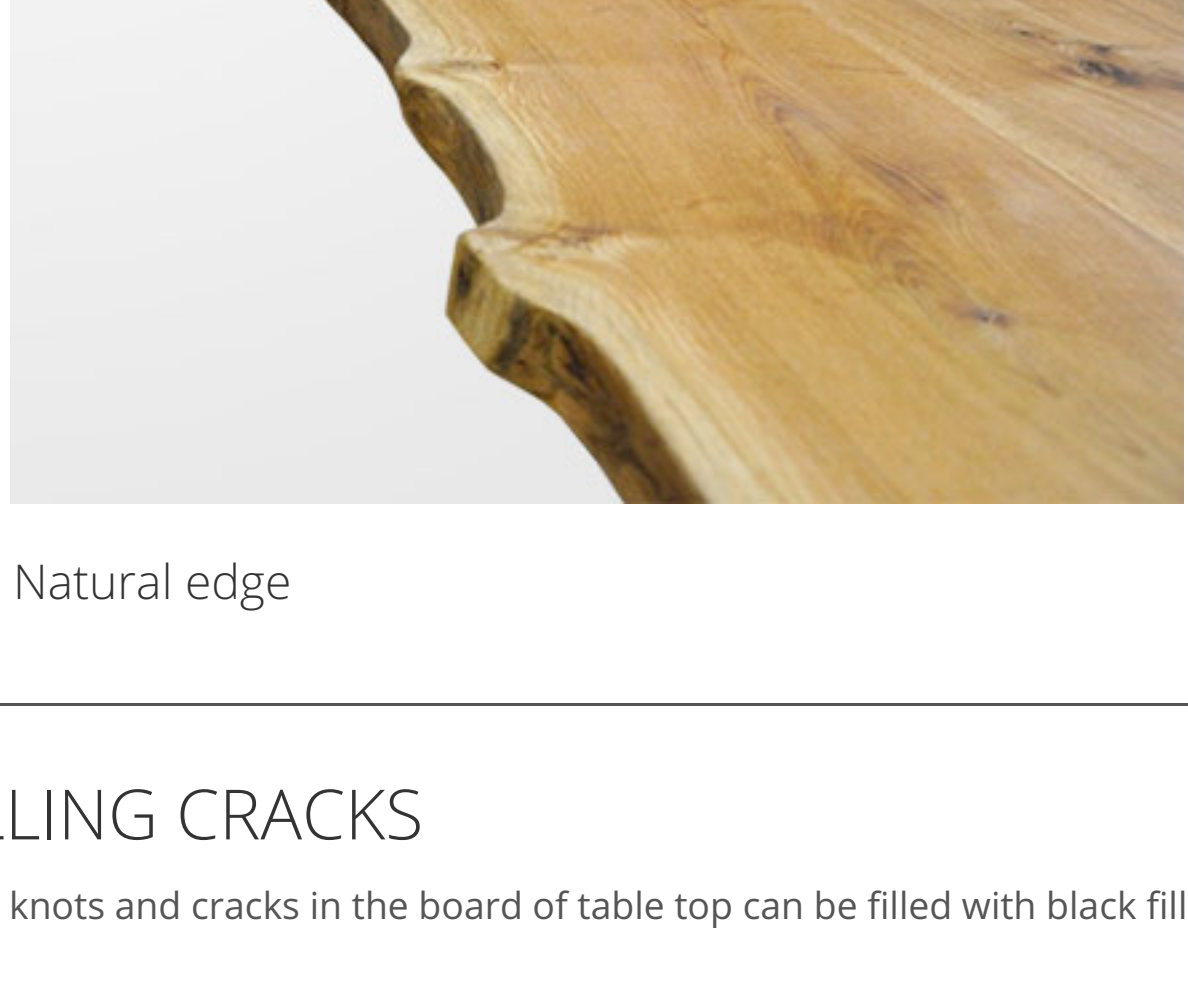 Natural edge
LING CRACKS
knots and cracks in the board of table top can be filled with black fill